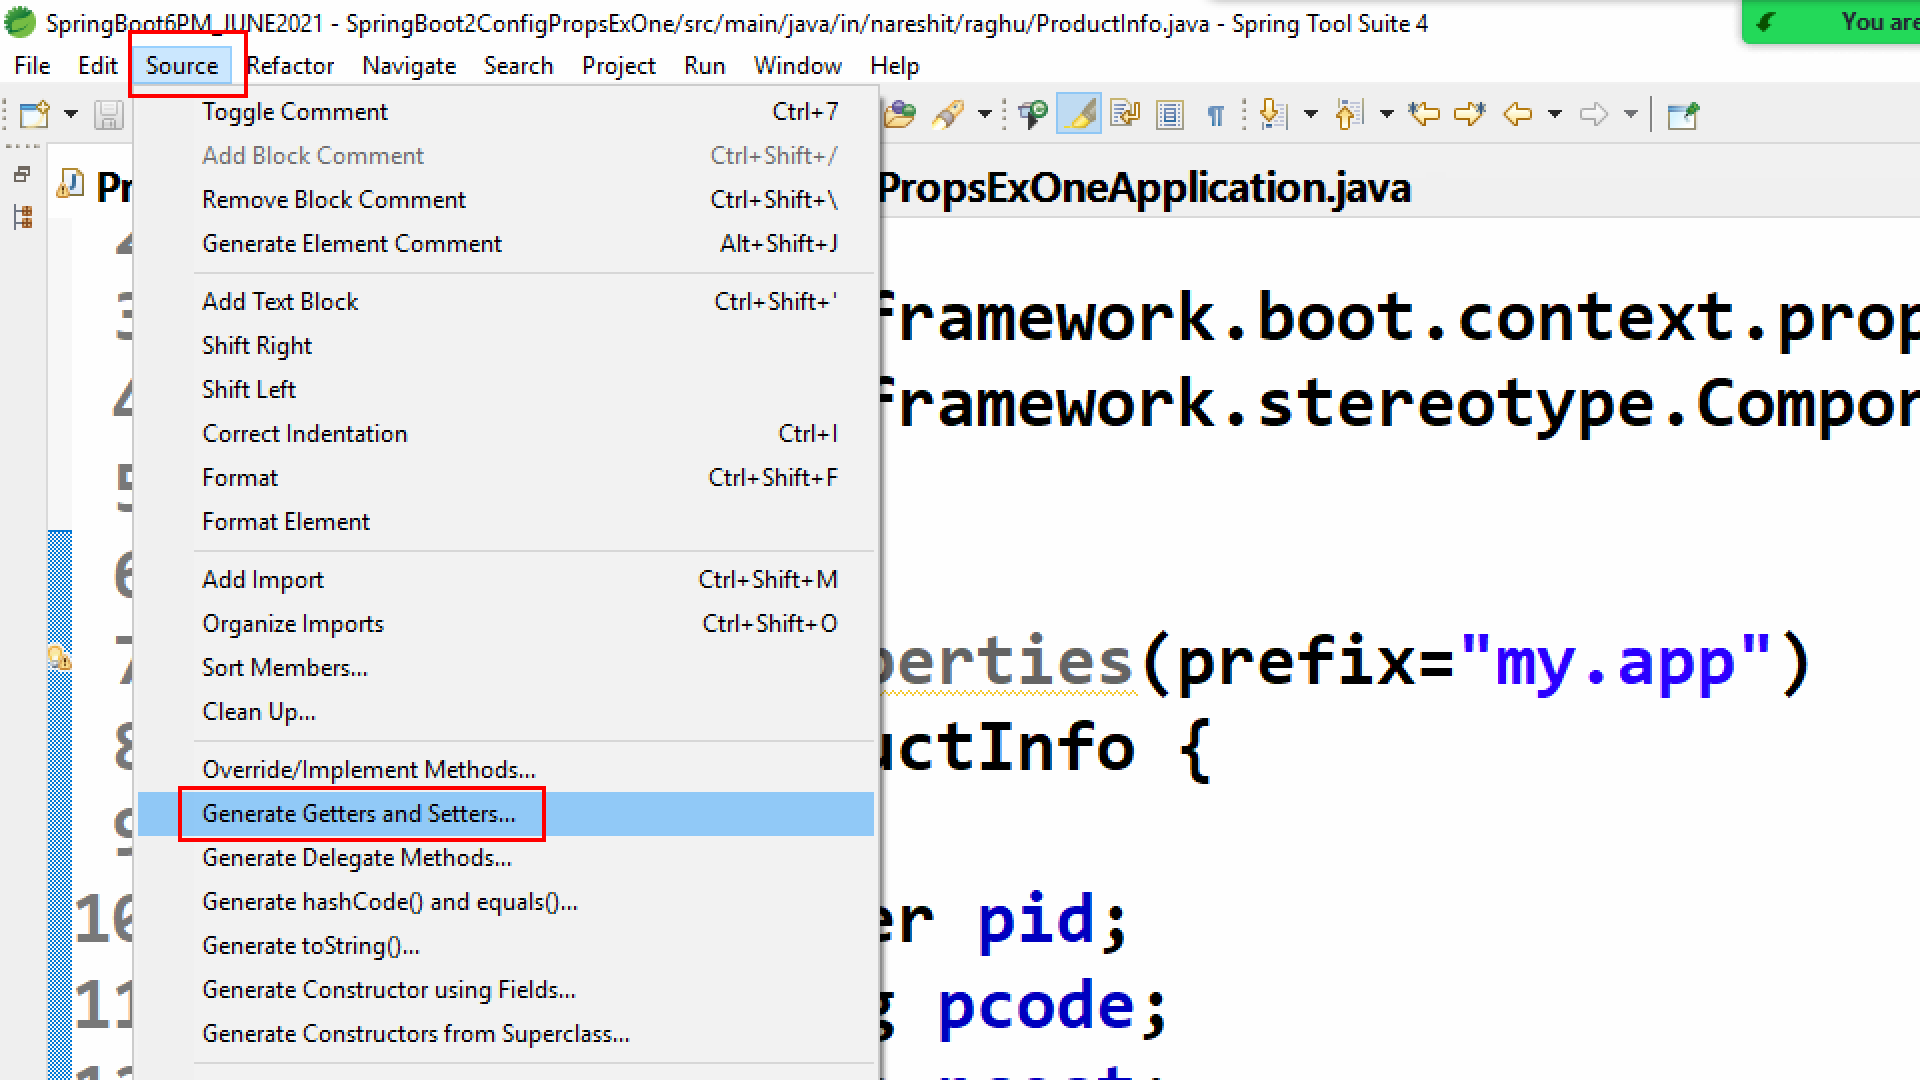 SpringBoot6PM_JUNE2021 - SpringBoot2ConfigPropsExOne/src/main/java/in/nareshit/raghu/ProductInfo.java - Spring Tool Suite 4
You are
File Edit Source Refactor Navigate Search Project Run Window Help
Toggle Comment Ctrl+7
Add Block Comment Ctrl+Shift+/
Pr PropsExOneApplication.java
Remove Block Comment Ctrl+Shift+\
Generate Element Comment Alt+Shift+J
Add Text Block Ctrl+Shift+'
3 framework.boot.context.prop
Shift Right
Shift Left
4 framework.stereotype.Compon
Correct Indentation Ctrl+I
Format Ctrl+Shift+F
5
Format Element
Add Import Ctrl+Shift+M
6
Organize Imports Ctrl+Shift+O
7 perties(prefix="my.app")
Sort Members...
Clean Up...
8 uctInfo {
Override/Implement Methods...
Generate Getters and Setters...
9
Generate Delegate Methods...
Generate hashCode() and equals()...
10 er pid;
Generate toString()...
Generate Constructor using Fields...
11 g pcode;
Generate Constructors from Superclass...